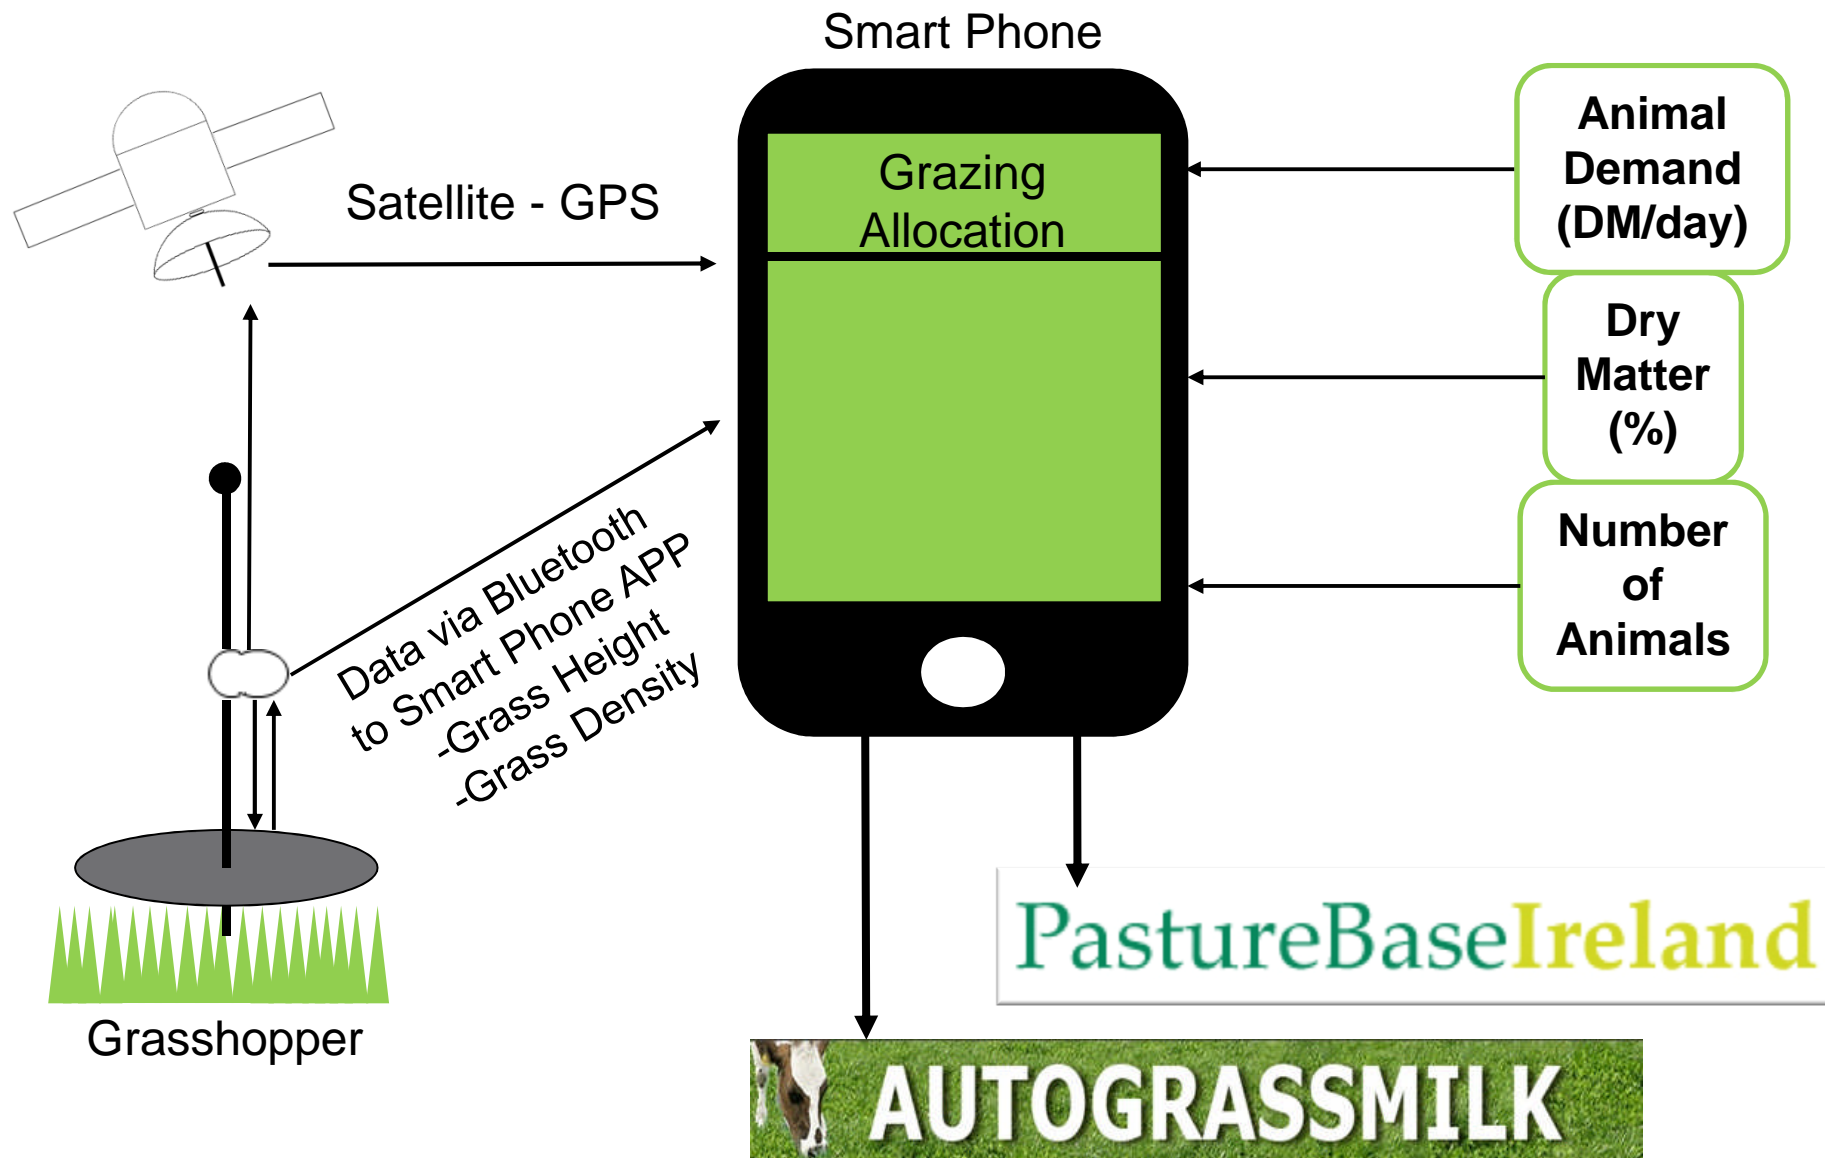 Smart Phone
Satellite - GPS
Grazing
Allocation
Animal
Demand
(DM/day)
Dry
Matter
(%)
Number
of
Animals
Data via Bluetooth
to Smart Phone APP
-Grass Height
-Grass Density
Grasshopper
PastureBaseIreland
AUTOGRASSMILK